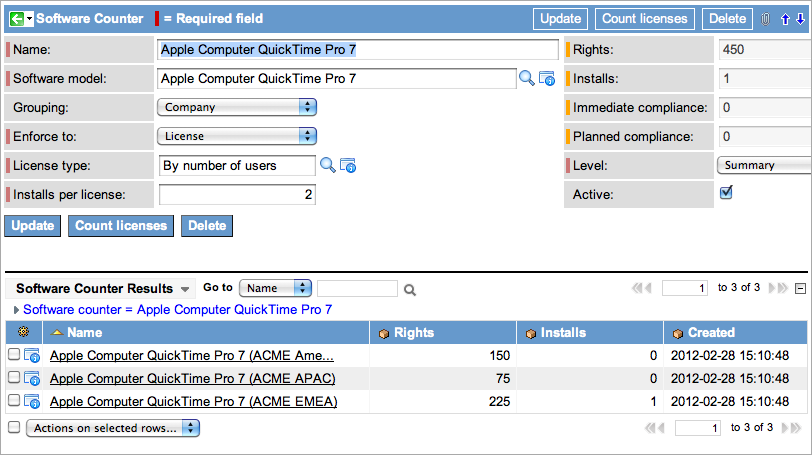 Software Counter = Required field Update Count licenses Delete
Name: Apple Computer QuickTime Pro 7 Rights: 450
Software model: Apple Computer QuickTime Pro 7 Installs: 1
Grouping: Company Immediate compliance: 0
Enforce to: License Planned compliance: 0
License type: By number of users Level: Summary
Installs per license: 2 Active:
Update Count licenses Delete
Software Counter Results Go to Name 1 to 3 of 3
Software counter = Apple Computer QuickTime Pro 7
Name Rights Installs Created
Apple Computer QuickTime Pro 7 (ACME Ame... 150 0 2012-02-28 15:10:48
Apple Computer QuickTime Pro 7 (ACME APAC) 75 0 2012-02-28 15:10:48
Apple Computer QuickTime Pro 7 (ACME EMEA) 225 1 2012-02-28 15:10:48
Actions on selected rows... 1 to 3 of 3